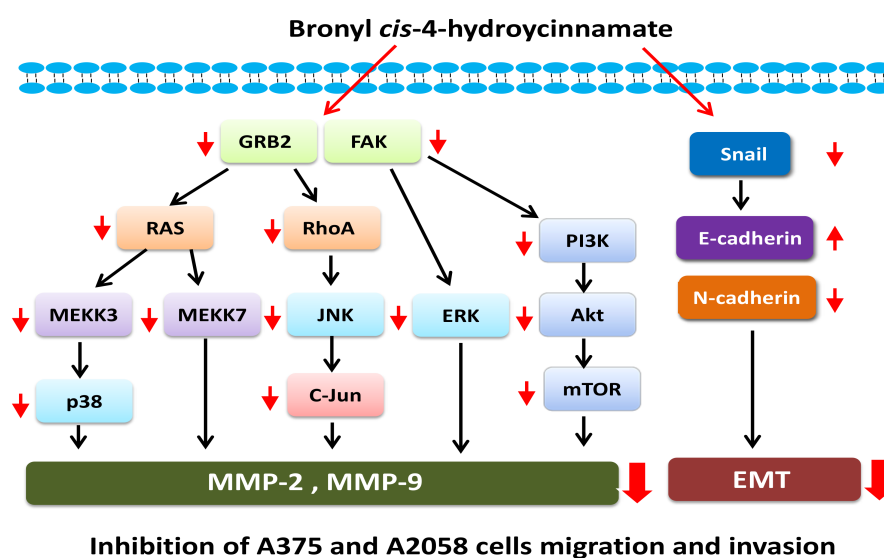 Bronyl cis-4-hydroycinnamate
GRB2
FAK
Snail
RAS
RhoA
PI3K
E-cadherin
N-cadherin
MEKK3
MEKK7
JNK
ERK
Akt
p38
C-Jun
mTOR
MMP-2 , MMP-9
EMT
Inhibition of A375 and A2058 cells migration and invasion